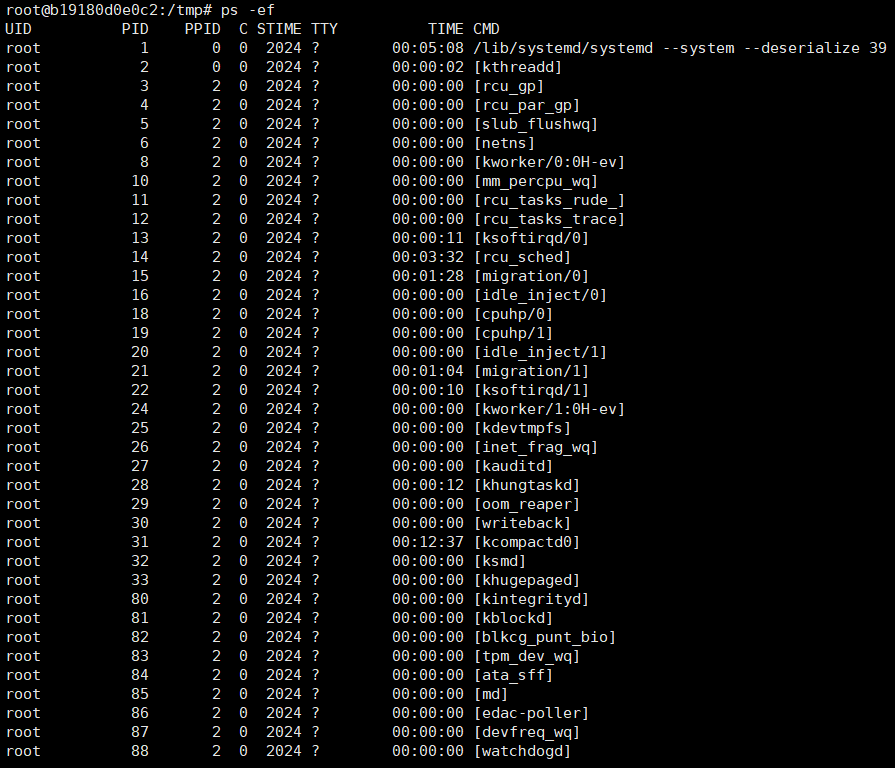 root@b19180d0e0c2:/tmp# ps -ef
UID          PID    PPID  C STIME TTY          TIME CMD
root           1       0  0  2024 ?        00:05:08 /lib/systemd/systemd --system --deserialize 39
root           2       0  0  2024 ?        00:00:02 [kthreadd]
root           3       2  0  2024 ?        00:00:00 [rcu_gp]
root           4       2  0  2024 ?        00:00:00 [rcu_par_gp]
root           5       2  0  2024 ?        00:00:00 [slub_flushwq]
root           6       2  0  2024 ?        00:00:00 [netns]
root           8       2  0  2024 ?        00:00:00 [kworker/0:0H-ev]
root          10       2  0  2024 ?        00:00:00 [mm_percpu_wq]
root          11       2  0  2024 ?        00:00:00 [rcu_tasks_rude_]
root          12       2  0  2024 ?        00:00:00 [rcu_tasks_trace]
root          13       2  0  2024 ?        00:00:11 [ksoftirqd/0]
root          14       2  0  2024 ?        00:03:32 [rcu_sched]
root          15       2  0  2024 ?        00:01:28 [migration/0]
root          16       2  0  2024 ?        00:00:00 [idle_inject/0]
root          18       2  0  2024 ?        00:00:00 [cpuhp/0]
root          19       2  0  2024 ?        00:00:00 [cpuhp/1]
root          20       2  0  2024 ?        00:00:00 [idle_inject/1]
root          21       2  0  2024 ?        00:01:04 [migration/1]
root          22       2  0  2024 ?        00:00:10 [ksoftirqd/1]
root          24       2  0  2024 ?        00:00:00 [kworker/1:0H-ev]
root          25       2  0  2024 ?        00:00:00 [kdevtmpfs]
root          26       2  0  2024 ?        00:00:00 [inet_frag_wq]
root          27       2  0  2024 ?        00:00:00 [kauditd]
root          28       2  0  2024 ?        00:00:12 [khungtaskd]
root          29       2  0  2024 ?        00:00:00 [oom_reaper]
root          30       2  0  2024 ?        00:00:00 [writeback]
root          31       2  0  2024 ?        00:12:37 [kcompactd0]
root          32       2  0  2024 ?        00:00:00 [ksmd]
root          33       2  0  2024 ?        00:00:00 [khugepaged]
root          80       2  0  2024 ?        00:00:00 [kintegrityd]
root          81       2  0  2024 ?        00:00:00 [kblockd]
root          82       2  0  2024 ?        00:00:00 [blkcg_punt_bio]
root          83       2  0  2024 ?        00:00:00 [tpm_dev_wq]
root          84       2  0  2024 ?        00:00:00 [ata_sff]
root          85       2  0  2024 ?        00:00:00 [md]
root          86       2  0  2024 ?        00:00:00 [edac-poller]
root          87       2  0  2024 ?        00:00:00 [devfreq_wq]
root          88       2  0  2024 ?        00:00:00 [watchdogd]